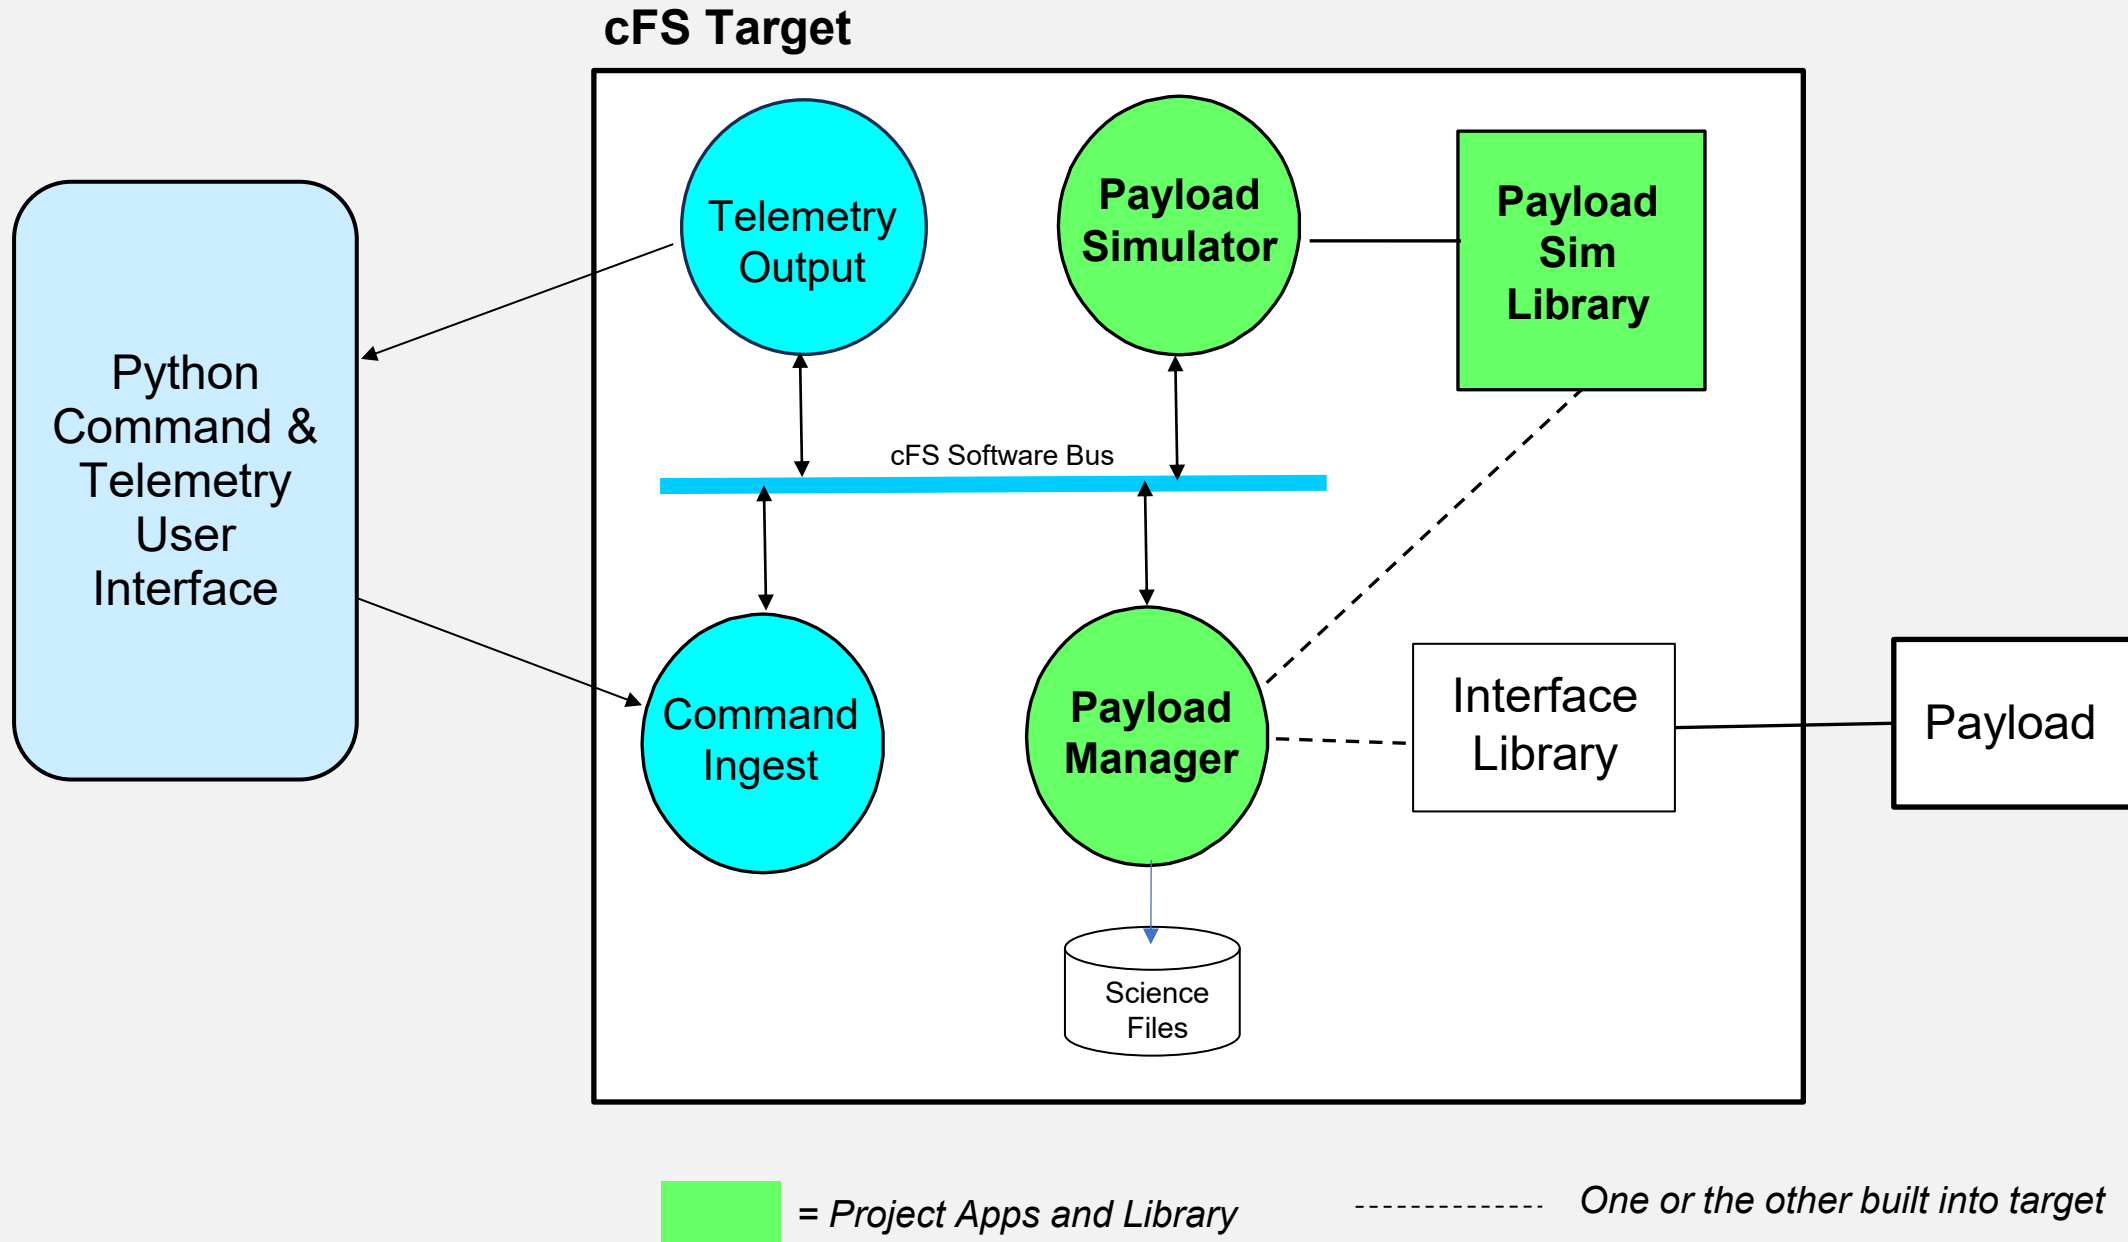 cFS Target
Python
Command &
Telemetry
User
Interface
Telemetry
Output
Payload
Simulator
Payload
Sim
Library
cFS Software Bus
Command
Ingest
Payload
Manager
Interface
Library
Payload
Science
Files
= Project Apps and Library
One or the other built into target